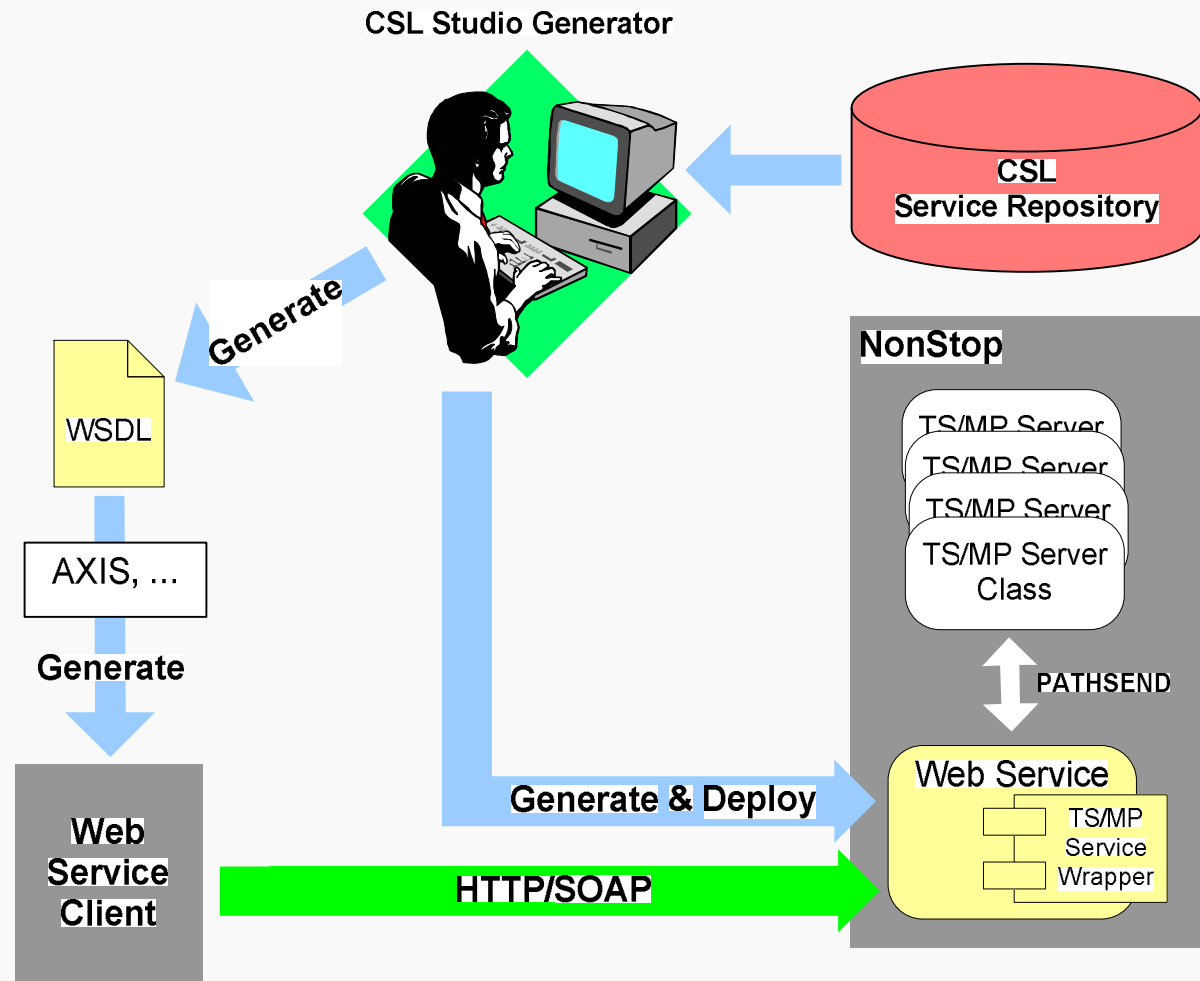 CSL Studio Generator
CSL
Service Repository
Generate
WSDL
AXIS, ...
Generate
Web
Service
Client
NonStop
TS/MP Server
TS/MP Server
TS/MP Server
TS/MP Server
Class
PATHSEND
Web Service
TS/MP
Service
Wrapper
Generate & Deploy
HTTP/SOAP